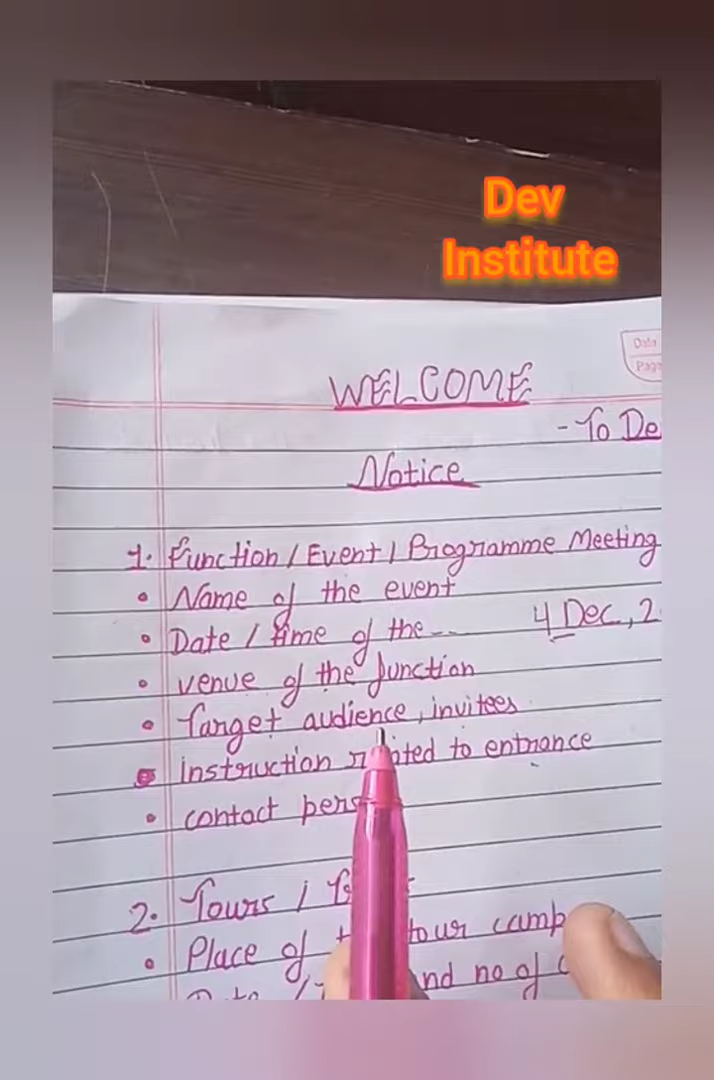 Dev
Institute
Data
Page
WELCOME
- To De
Notice
1. Function / Event / Programme Meeting
• Name of the event
• Date / time of the -- 4 Dec, 2
• venue of the function
• Target audience, invitees
• instruction related to entrance
• contact pers
2. Tours /
• Place of tour camp
nd no of